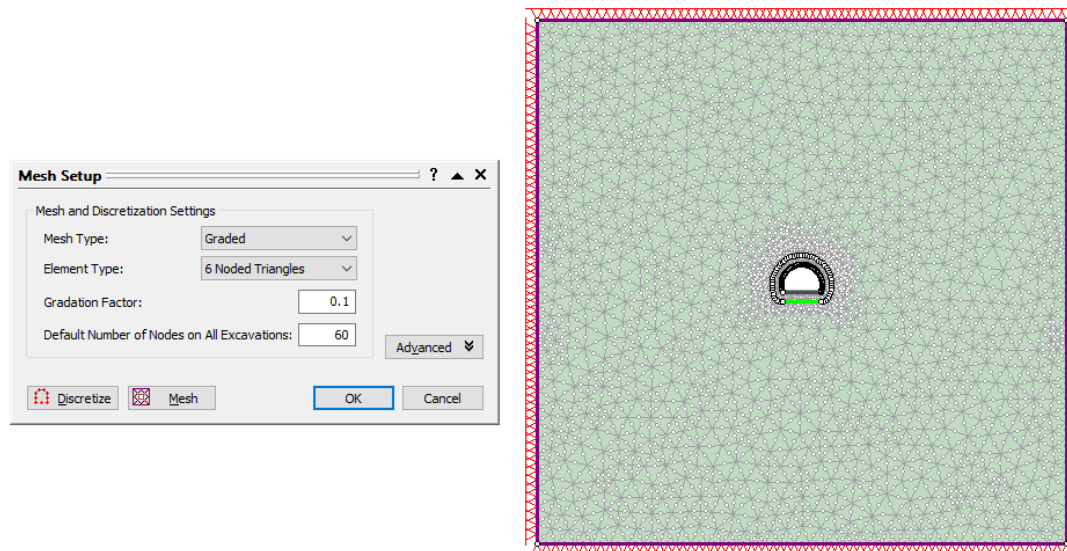 Mesh Setup ? 
Mesh and Discretization Settings
Mesh Type: Graded
Element Type: 6 Noded Triangles
Gradation Factor: 0.1
Default Number of Nodes on All Excavations: 60
Advanced
Discretize Mesh OK Cancel